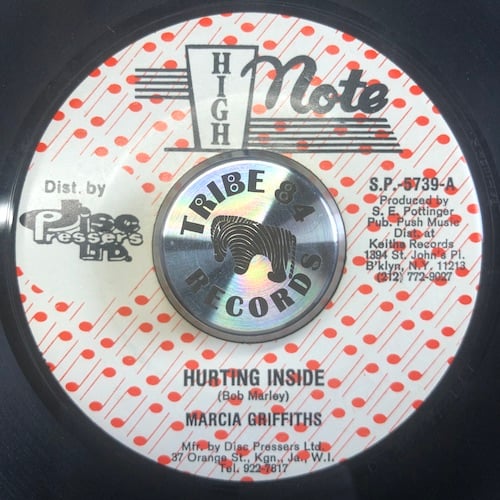 HIGH Note
Dist. by
Disc
Pressers
LTD.
TRIBE 84
RECORDS
S.P.-5739-A
Produced by
S. E. Pottinger
Pub. Push Music
Dist. at
Keiths Records
1394 St. John's Pl.
B'klyn, N.Y. 11213
(212) 772-9027
HURTING INSIDE
(Bob Marley)
MARCIA GRIFFITHS
Mfr. by Disc Pressers Ltd.
37 Orange St., Kgn., Ja., W.I.
Tel. 922-7817